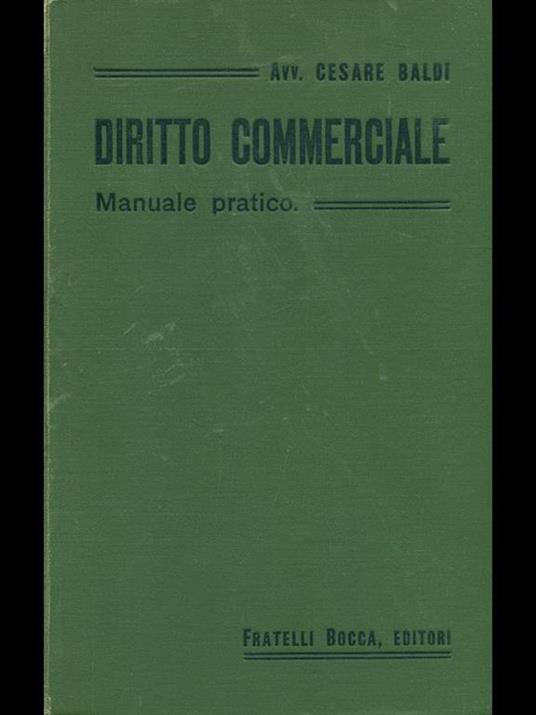 Avv. CESARE BALDI
DIRITTO COMMERCIALE
Manuale pratico.
FRATELLI BOCCA, EDITORI